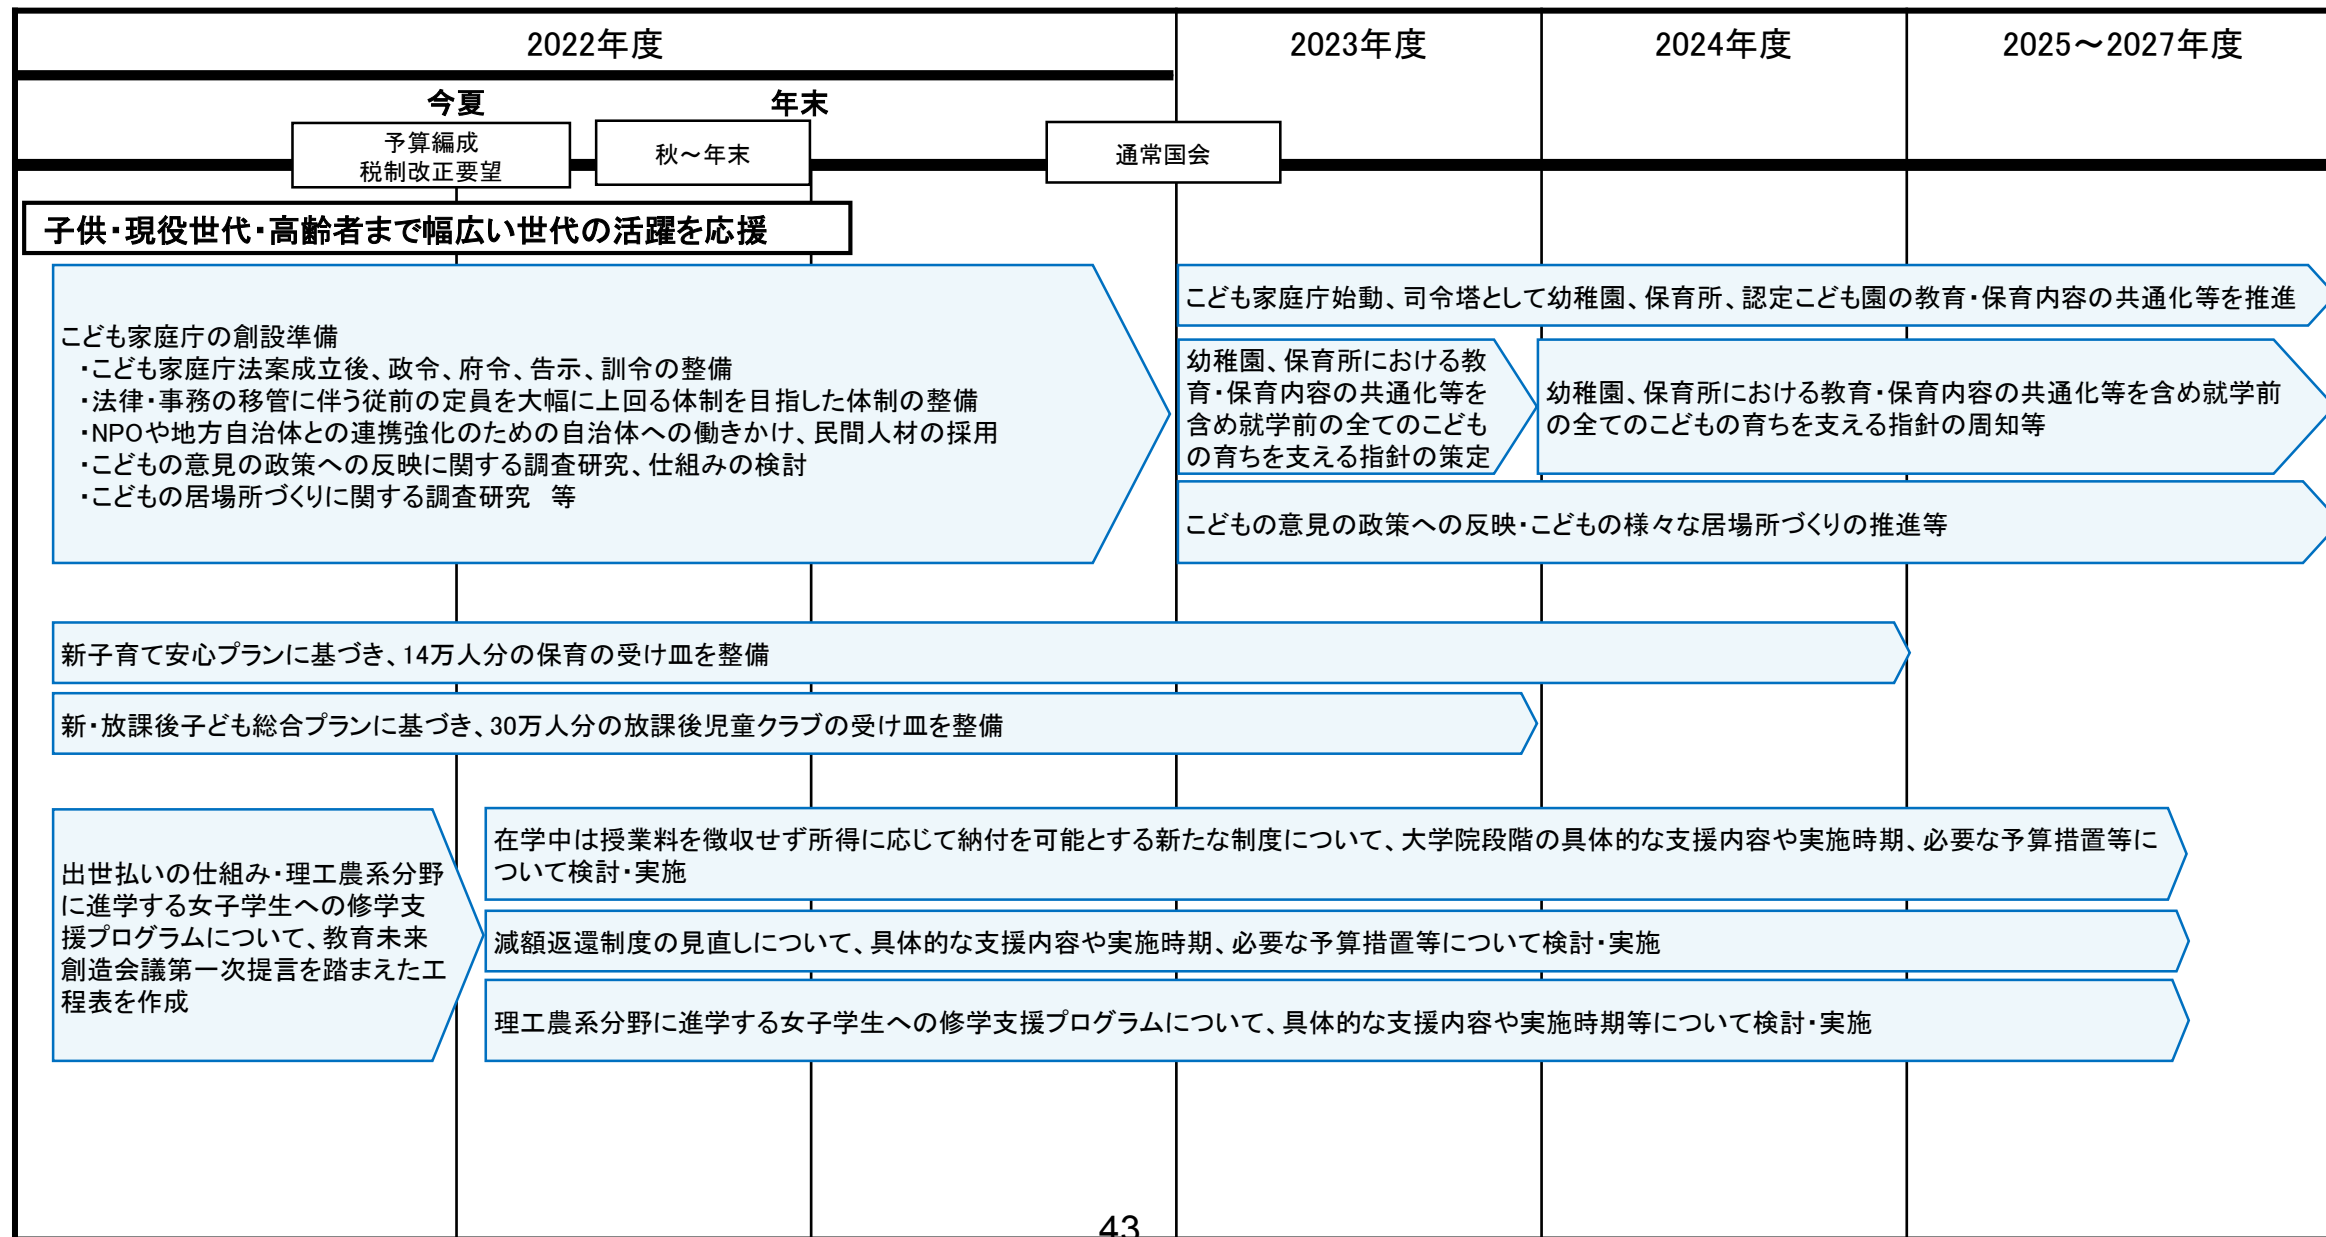 2022年度
2023年度
2024年度
2025～2027年度
今夏
年末
予算編成
税制改正要望
秋～年末
通常国会
子供・現役世代・高齢者まで幅広い世代の活躍を応援
こども家庭庁の創設準備
・こども家庭庁法案成立後、政令、府令、告示、訓令の整備
・法律・事務の移管に伴う従前の定員を大幅に上回る体制を目指した体制の整備
・NPOや地方自治体との連携強化のための自治体への働きかけ、民間人材の採用
・こどもの意見の政策への反映に関する調査研究、仕組みの検討
・こどもの居場所づくりに関する調査研究　等
こども家庭庁始動、司令塔として幼稚園、保育所、認定こども園の教育・保育内容の共通化等を推進
幼稚園、保育所における教
育・保育内容の共通化等を
含め就学前の全てのこども
の育ちを支える指針の策定
幼稚園、保育所における教育・保育内容の共通化等を含め就学前
の全てのこどもの育ちを支える指針の周知等
こどもの意見の政策への反映・こどもの様々な居場所づくりの推進等
新子育て安心プランに基づき、14万人分の保育の受け皿を整備
新・放課後子ども総合プランに基づき、30万人分の放課後児童クラブの受け皿を整備
出世払いの仕組み・理工農系分野
に進学する女子学生への修学支
援プログラムについて、教育未来
創造会議第一次提言を踏まえた工
程表を作成
在学中は授業料を徴収せず所得に応じて納付を可能とする新たな制度について、大学院段階の具体的な支援内容や実施時期、必要な予算措置等に
ついて検討・実施
減額返還制度の見直しについて、具体的な支援内容や実施時期、必要な予算措置等について検討・実施
理工農系分野に進学する女子学生への修学支援プログラムについて、具体的な支援内容や実施時期等について検討・実施
43